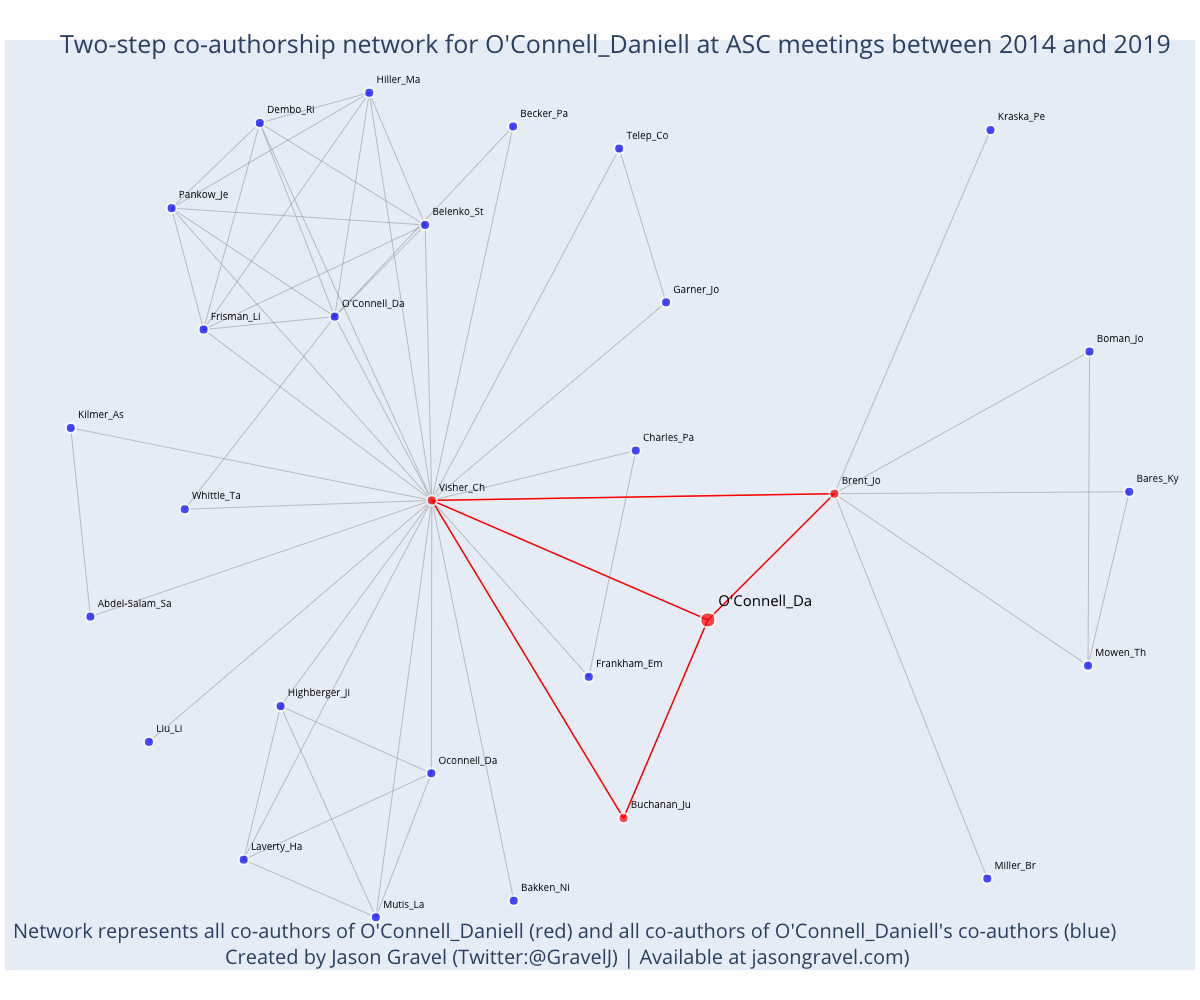 Two-step co-authorship network for O'Connell_Daniell at ASC meetings between 2014 and 2019
Hiller_Ma
Dembo_Ri
Becker_Pa
Kraska_Pe
Telep_Co
Pankow_Je
Belenko_St
Garner_Jo
O'Connell_Da
Frisman_Li
Boman_Jo
Kilmer_As
Charles_Pa
Bares_Ky
Brent_Jo
Visher_Ch
Whittle_Ta
Abdel-Salam_Sa
O'Connell_Da
Mowen_Th
Frankham_Em
Highberger_Ji
Liu_Li
Oconnell_Da
Buchanan_Ju
Laverty_Ha
Miller_Br
Bakken_Ni
Mutis_La
Network represents all co-authors of O'Connell_Daniell (red) and all co-authors of O'Connell_Daniell's co-authors (blue)
Created by Jason Gravel (Twitter:@GravelJ) | Available at jasongravel.com)